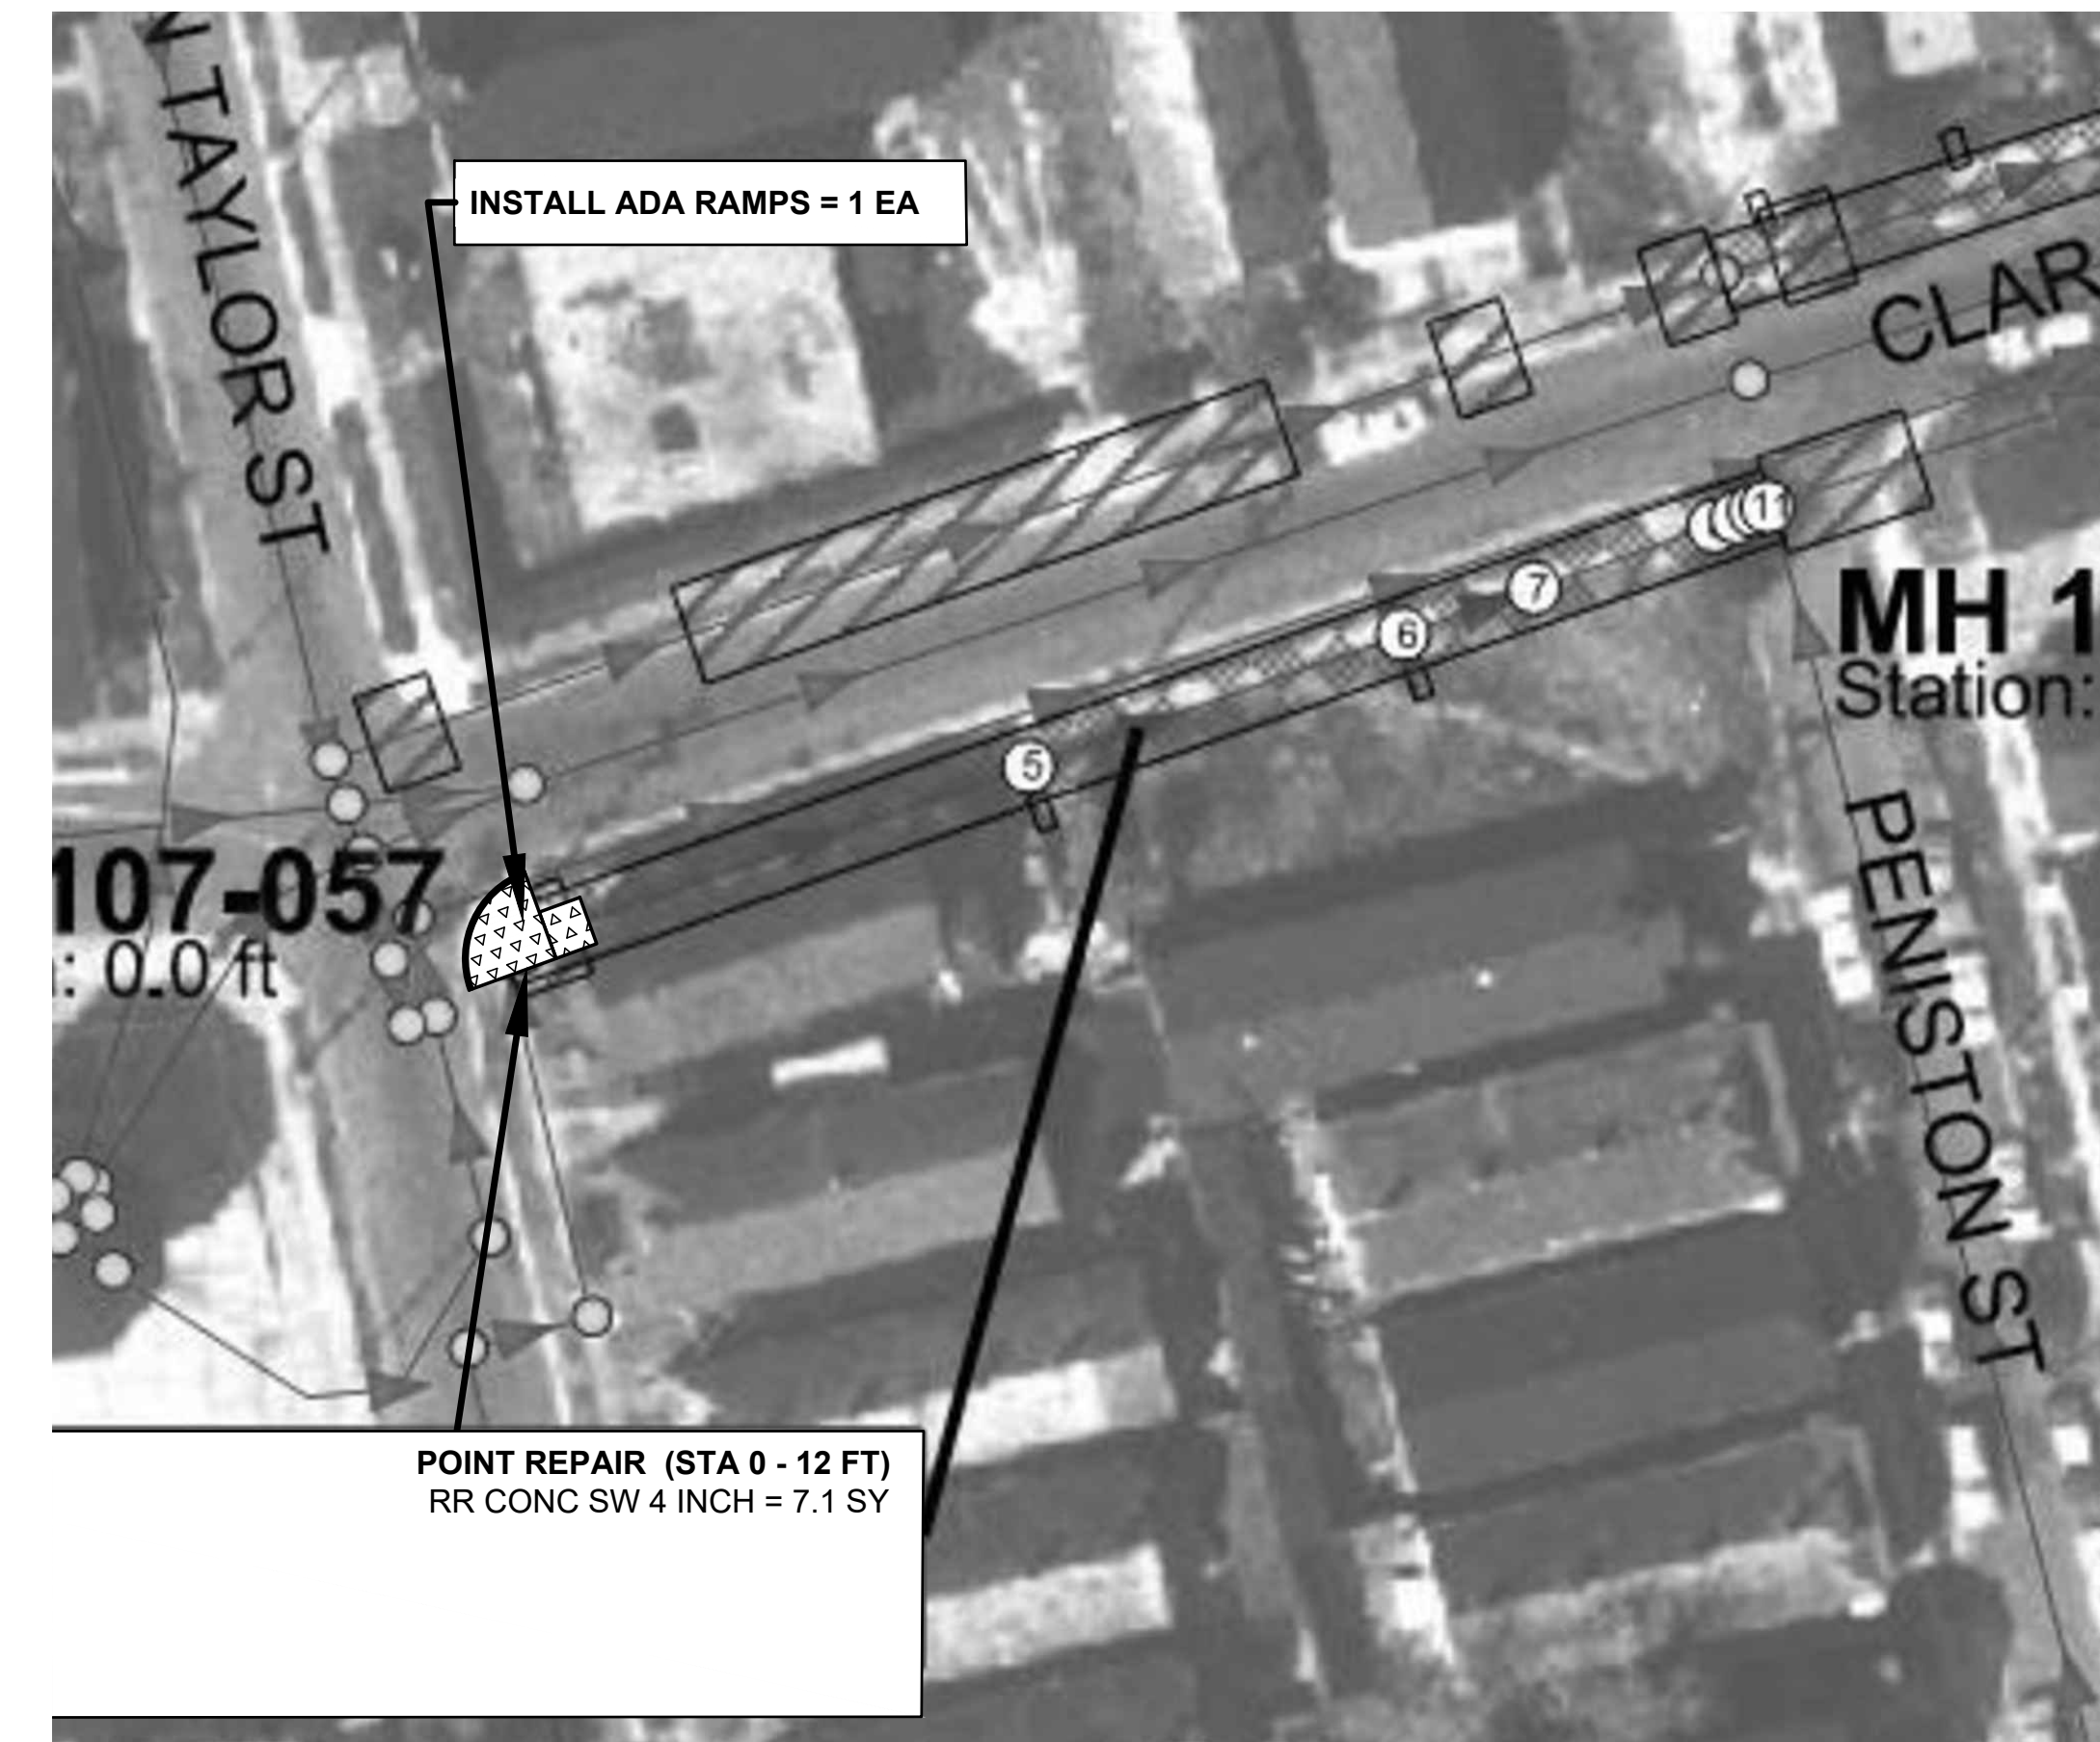 N TAYLOR ST
INSTALL ADA RAMPS = 1 EA
CLAR
11
7
6
5
MH 1
Station:
107-057
: 0.0 ft
PENISTON ST
POINT REPAIR (STA 0 - 12 FT)
RR CONC SW 4 INCH = 7.1 SY